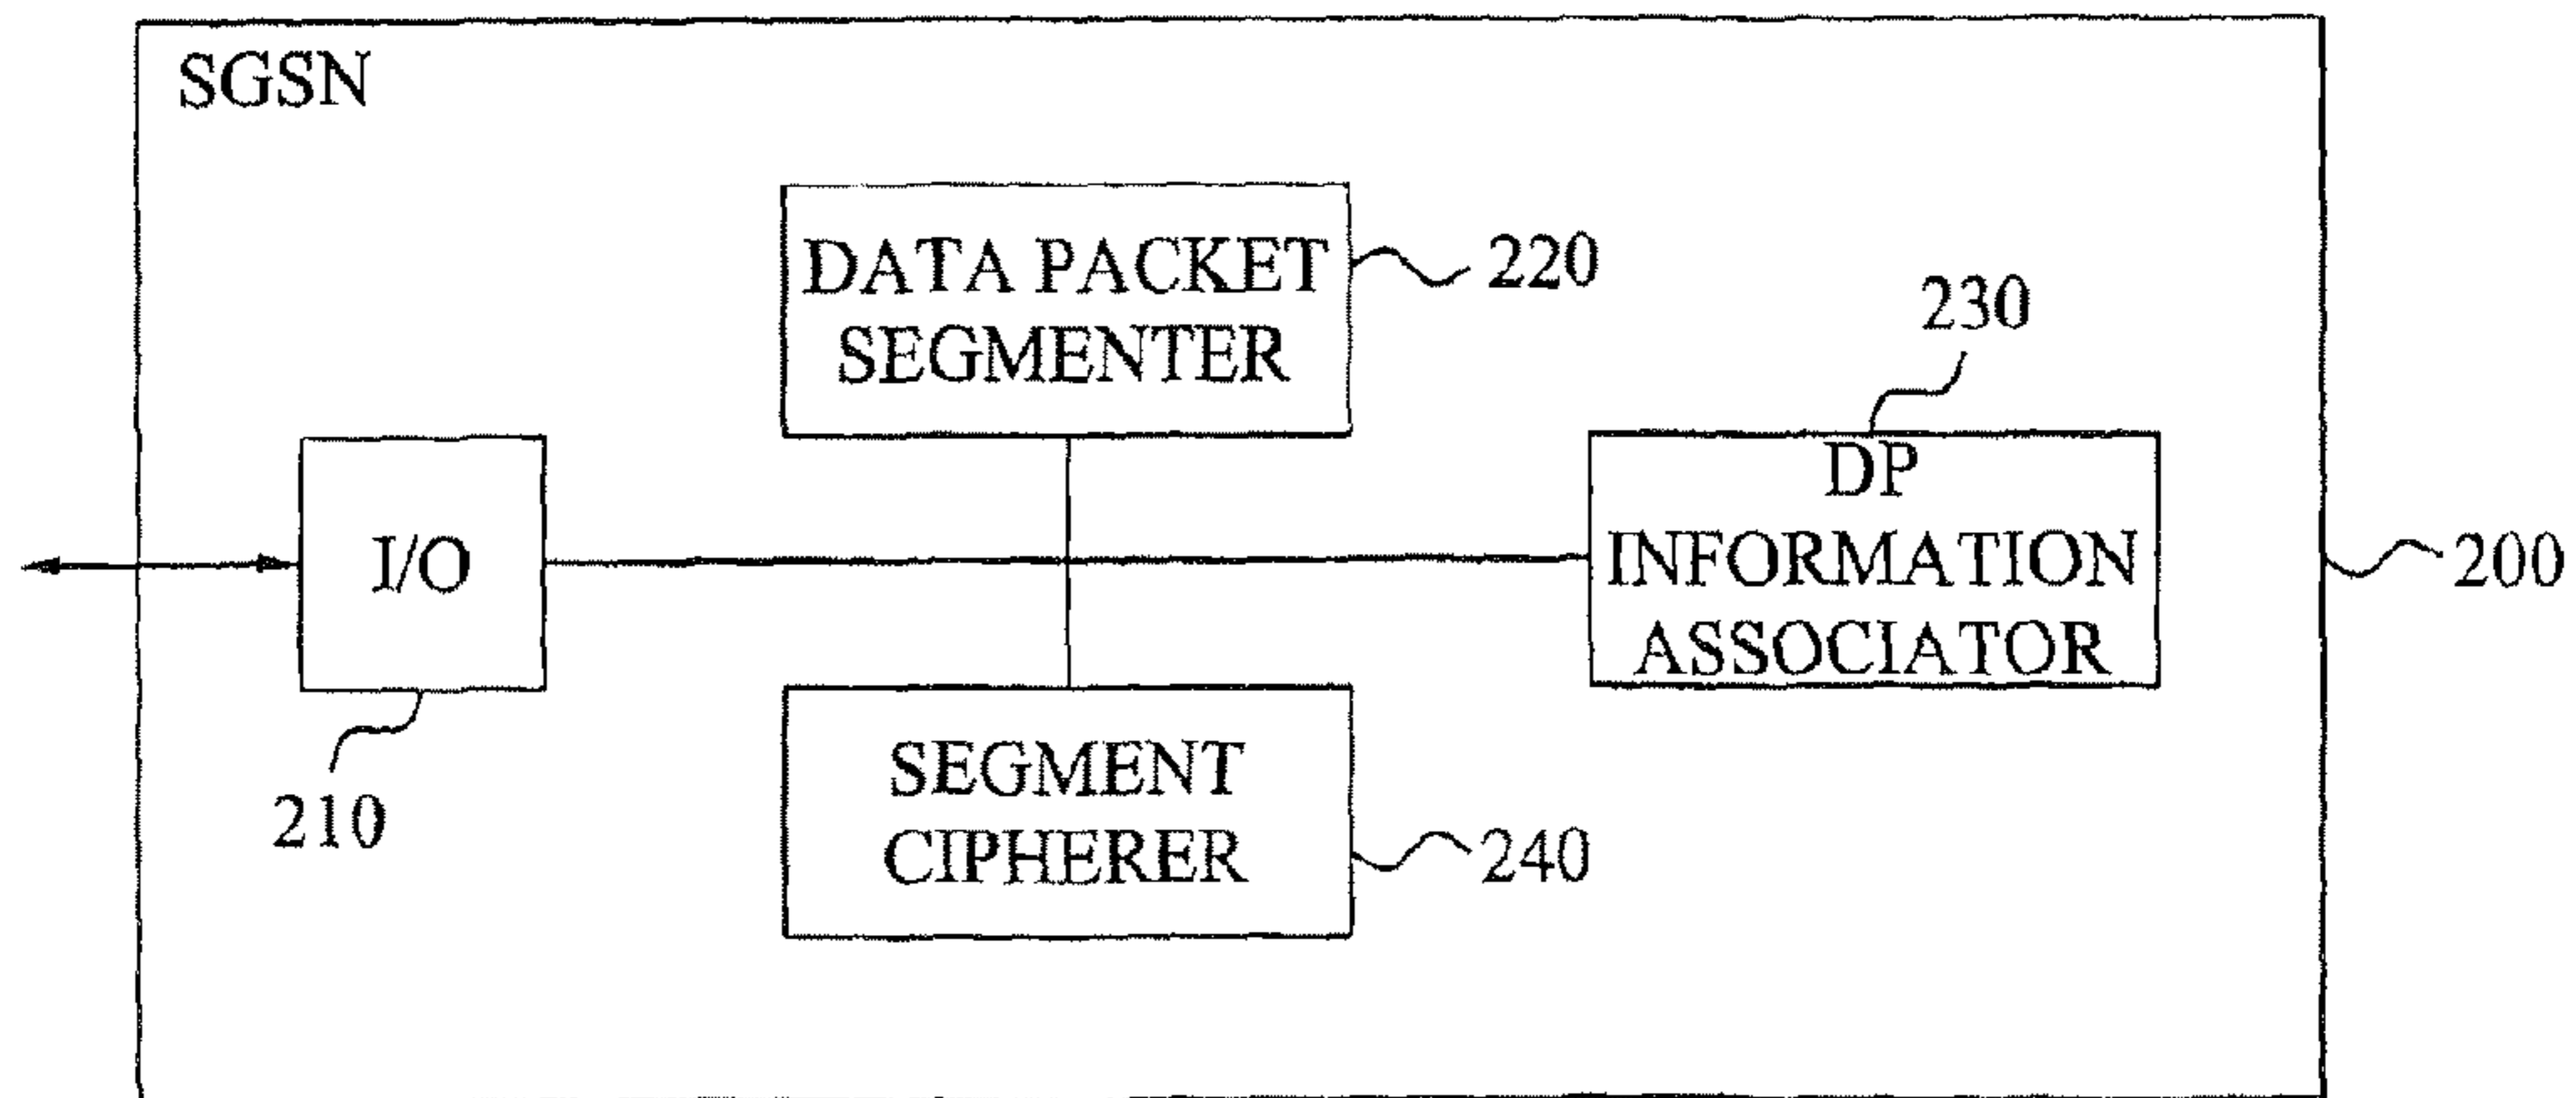 SGSN
DATA PACKET
SEGMENTER
220
230
DP
INFORMATION
ASSOCIATOR
I/O
200
210
SEGMENT
CIPHERER
240